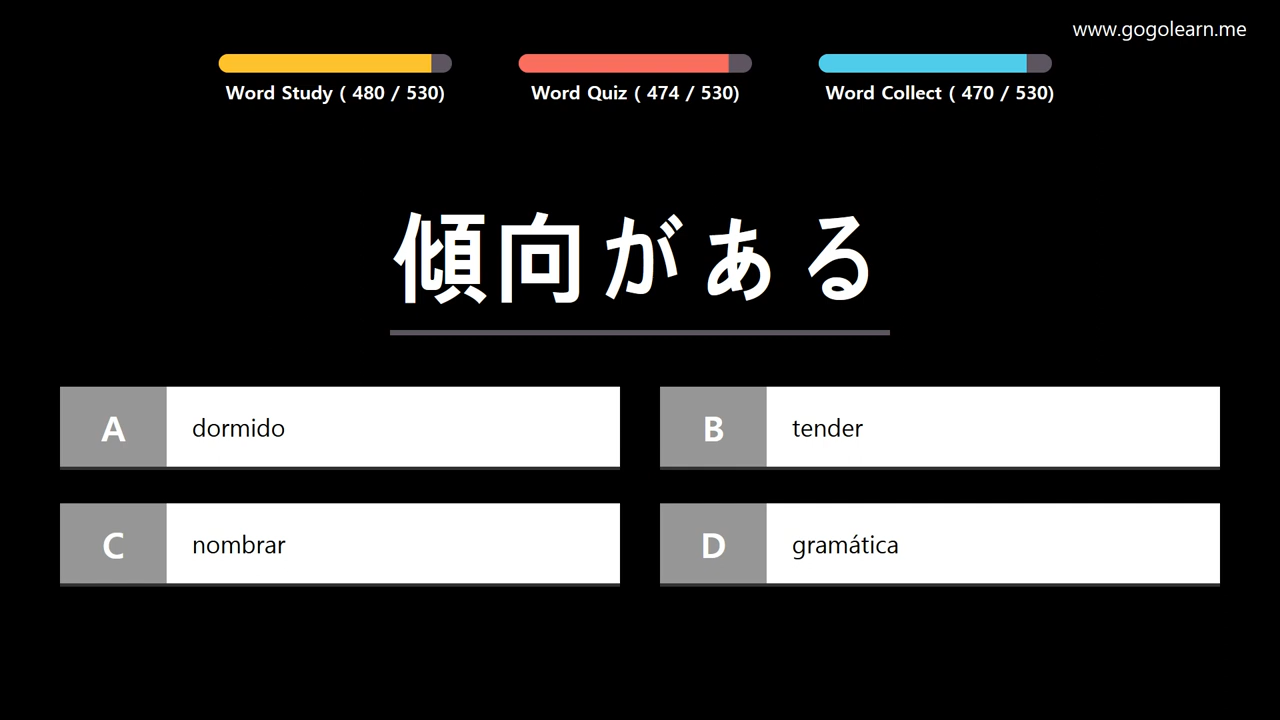 www.gogolearn.me
Word Study ( 480 / 530)
Word Quiz ( 474 / 530)
Word Collect ( 470 / 530)
傾向がある
A dormido
B tender
C nombrar
D gramática